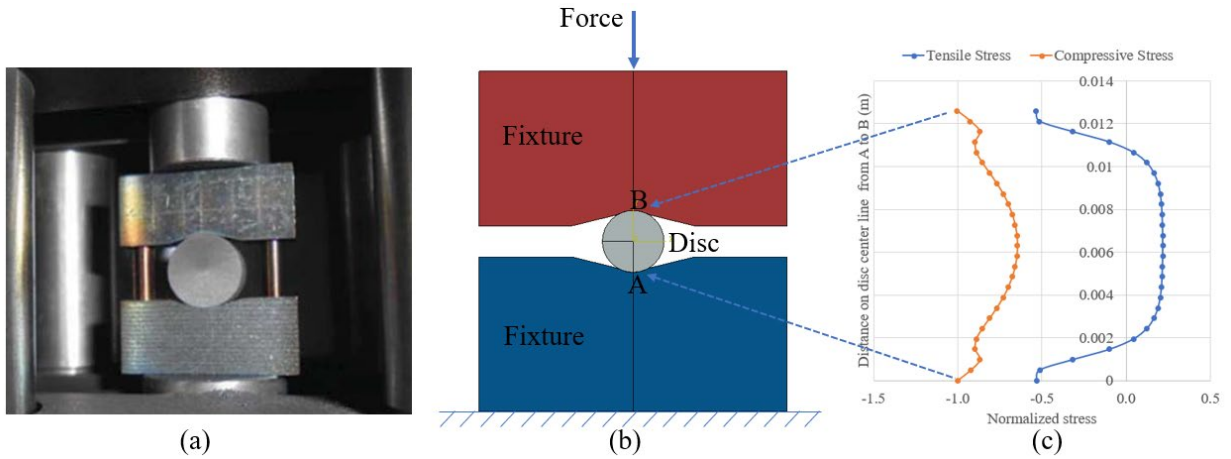 Force
Fixture
B
Disc
A
Fixture
Tensile Stress
Compressive Stress
Distance on disc center line from A to B (m)
0.014
0.012
0.01
0.008
0.006
0.004
0.002
0
-1.5 -1.0 -0.5 0.0 0.5
Normalized stress
(a) (b) (c)